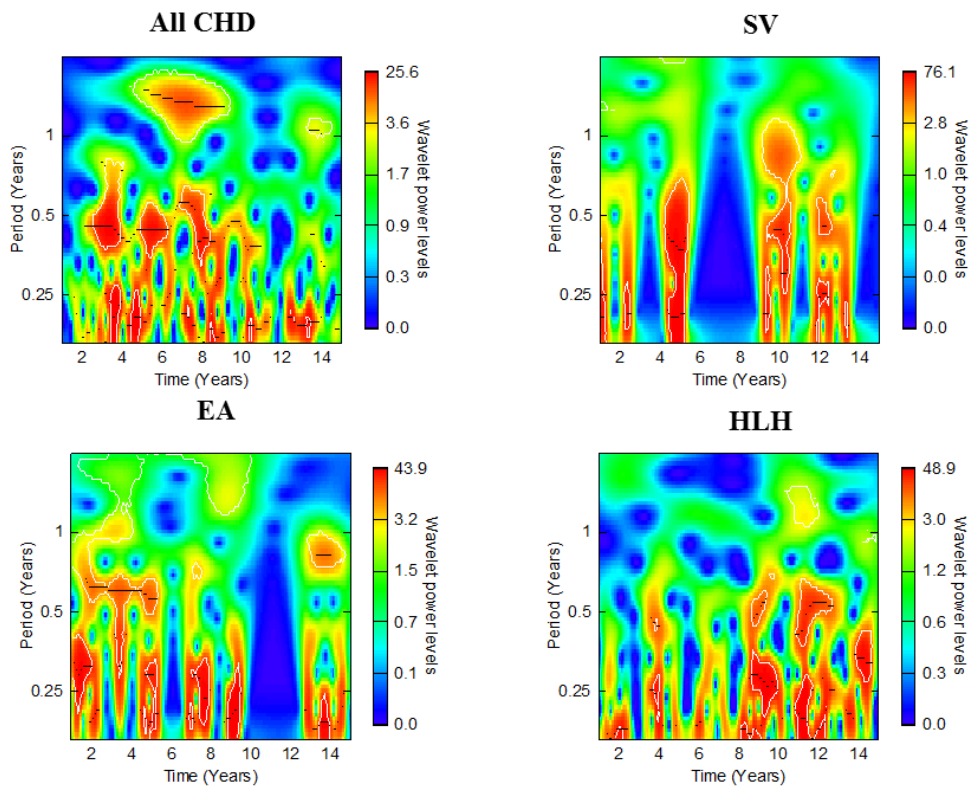 All CHD
SV
Period (Years)
1
0.5
0.25
2 4 6 8 10 12 14
Time (Years)
25.6
3.6
1.7
0.9
0.3
0.0
Wavelet power levels
Period (Years)
1
0.5
0.25
2 4 6 8 10 12 14
Time (Years)
76.1
2.8
1.0
0.4
0.0
0.0
Wavelet power levels
EA
HLH
Period (Years)
1
0.5
0.25
2 4 6 8 10 12 14
Time (Years)
43.9
3.2
1.5
0.7
0.1
0.0
Wavelet power levels
Period (Years)
1
0.5
0.25
2 4 6 8 10 12 14
Time (Years)
48.9
3.0
1.2
0.6
0.3
0.0
Wavelet power levels